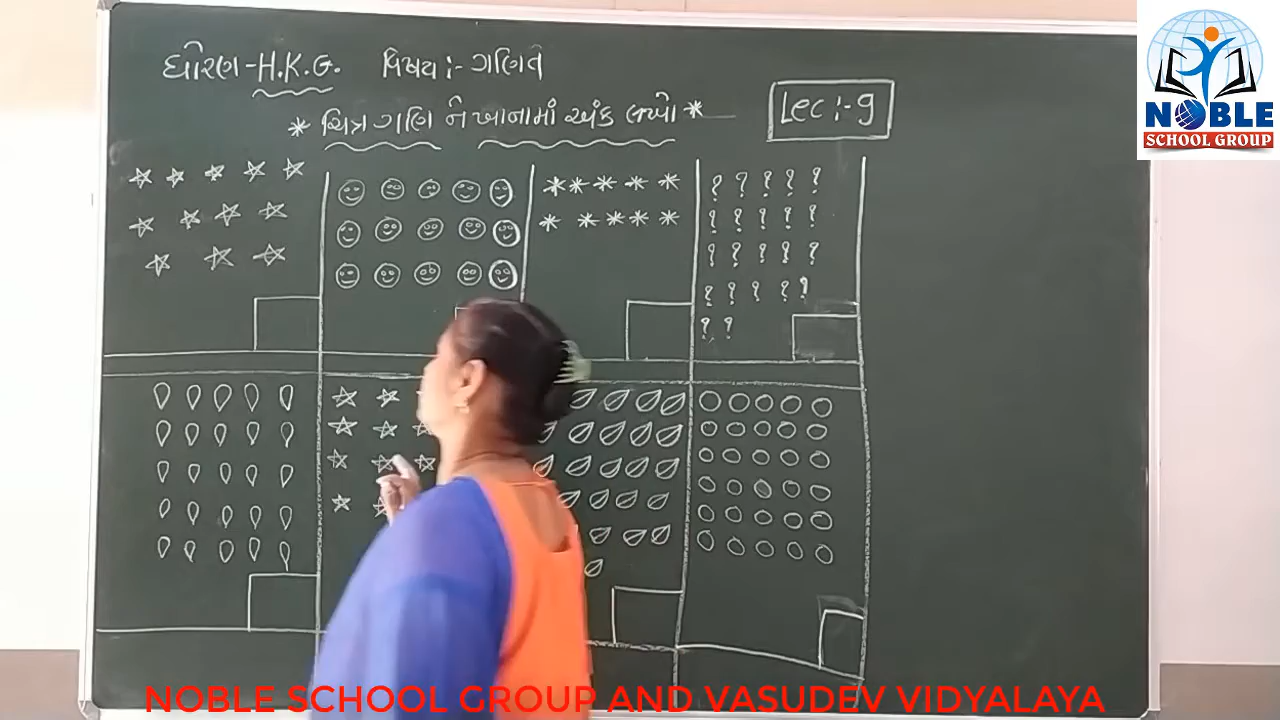 ધોરણ - H.K.G. વિષય :- ગણિત
* ચિત્ર ગણિ ને ખાનામાં અંક લખો *
Lec :- 9
NOBLE
SCHOOL GROUP
NOBLE SCHOOL GROUP AND VASUDEV VIDYALAYA